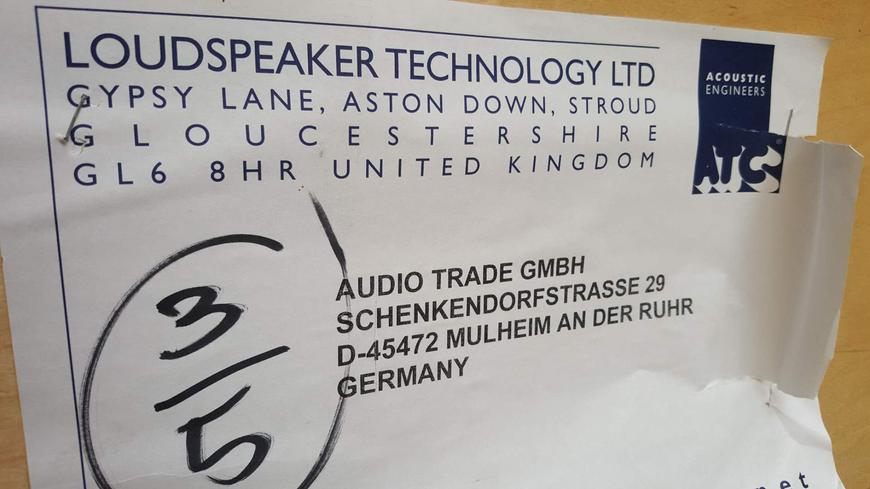 LOUDSPEAKER TECHNOLOGY LTD
GYPSY LANE, ASTON DOWN, STROUD
GLOUCESTERSHIRE
GL6 8HR UNITED KINGDOM
ACOUSTIC
ENGINEERS
ATC
AUDIO TRADE GMBH
SCHENKENDORFSTRASSE 29
D-45472 MULHEIM AN DER RUHR
GERMANY
3
5